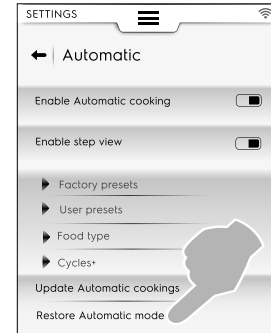 SETTINGS
Automatic
Enable Automatic cooking
Enable step view
Factory presets
User presets
Food type
Cycles+
Update Automatic cookings
Restore Automatic mode